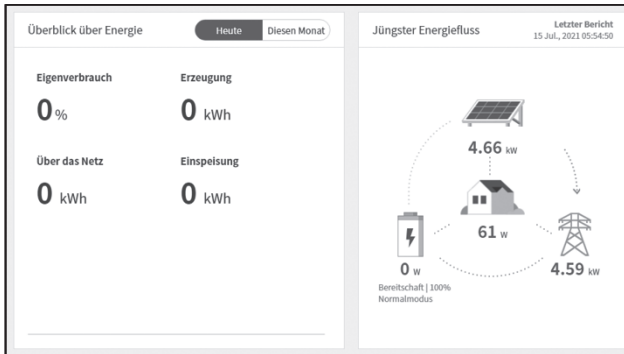 Überblick über Energie
Heute
Diesen Monat
Eigenverbrauch
0 %
Erzeugung
0 kWh
Über das Netz
0 kWh
Einspeisung
0 kWh
Jüngster Energiefluss
Letzter Bericht
15 Jul., 2021 05:54:50
4.66 kW
61 W
0 W
Bereitschaft | 100%
Normalmodus
4.59 kW